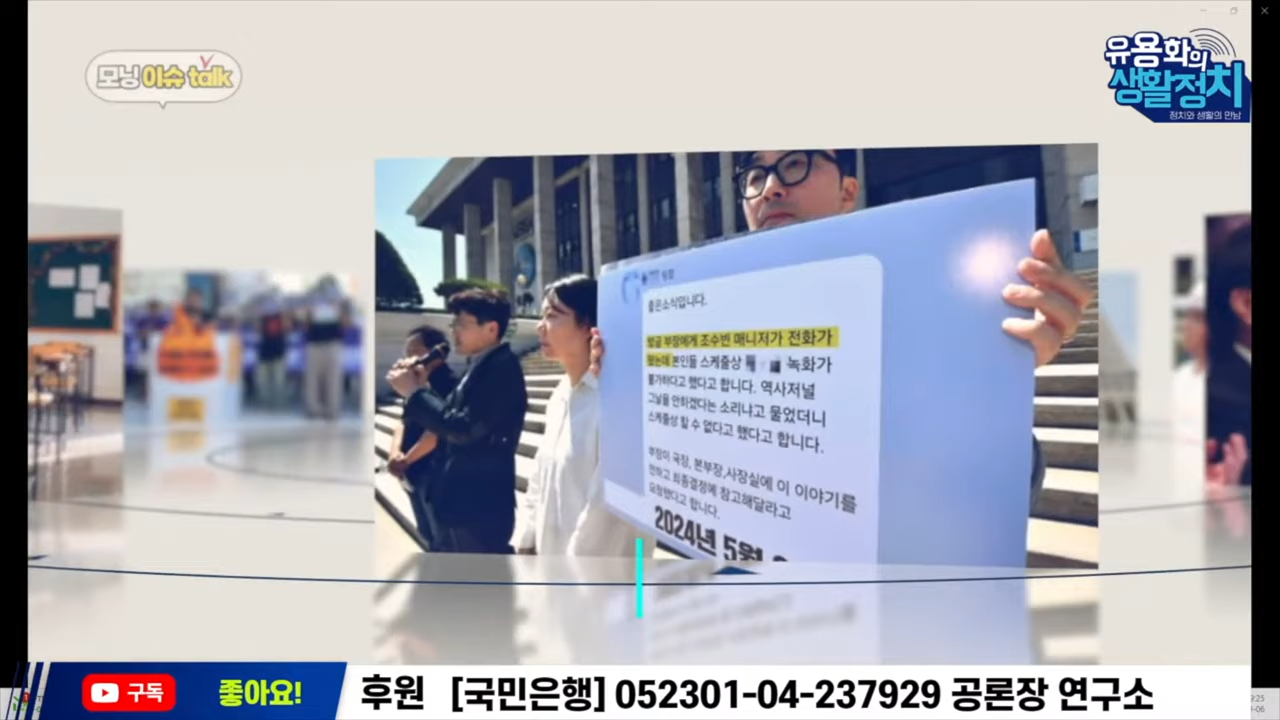 모닝 이슈 talk
유용화의
생활정치
정치와 생활의 만남
좋은소식입니다.
방금 부장에게 조수빈 매니저가 전화가
왔는데 본인들 스케줄상 녹화가
불가하다고 했다고 합니다. 역사저널
그날을 안하겠다는 소리냐고 물었더니
스케줄상 할 수 없다고 했다고 합니다.
부장이 국장, 본부장,사장실에 이 이야기를
전하고 최종결정에 참고해달라고
요청했다고 합니다.
2024년 5월
구독 좋아요! 후원 [국민은행] 052301-04-237929 공론장 연구소